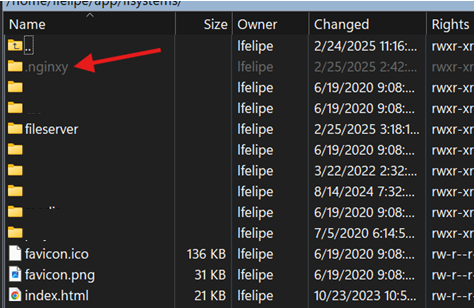 /home/lfelipe/app/ilsystems/
Name Size Owner Changed Rights
.. lfelipe 2/24/2025 11:16:... rwxr-xr
.nginxy lfelipe 2/25/2025 2:42:... rwxr-xr
lfelipe 6/19/2020 9:08:... rwxr-xr
lfelipe 6/19/2020 9:08:... rwxr-xr
fileserver lfelipe 2/25/2025 3:18:1... rwxr-xr
lfelipe 6/19/2020 9:08:... rwxr-xr
lfelipe 3/22/2022 2:32:... rwxr-xr
lfelipe 8/14/2024 7:32:... rwxr-xr
lfelipe 6/19/2020 9:08:... rwxr-xr
lfelipe 7/5/2020 6:14:5... rwxr-xr
favicon.ico 136 KB lfelipe 6/19/2020 9:08:... rw-r--r-
favicon.png 31 KB lfelipe 6/19/2020 9:08:... rw-r--r-
index.html 21 KB lfelipe 10/23/2023 10:5... rw-r--r-